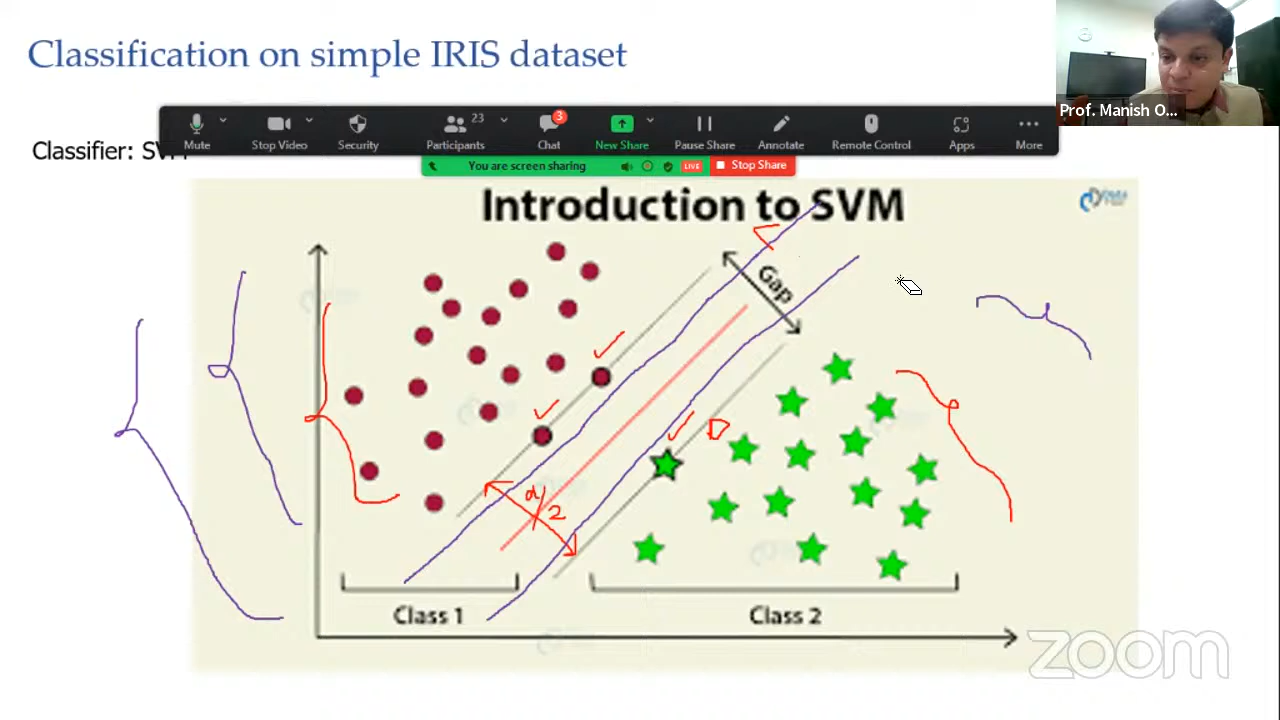 Classification on simple IRIS dataset
Prof. Manish O...
23
3
Mute
Stop Video
Security
Participants
Chat
New Share
Pause Share
Annotate
Remote Control
Apps
More
Classifier: SVM
You are screen sharing
LIVE
Stop Share
Introduction to SVM
Gap
d/2
Class 1
Class 2
zoom